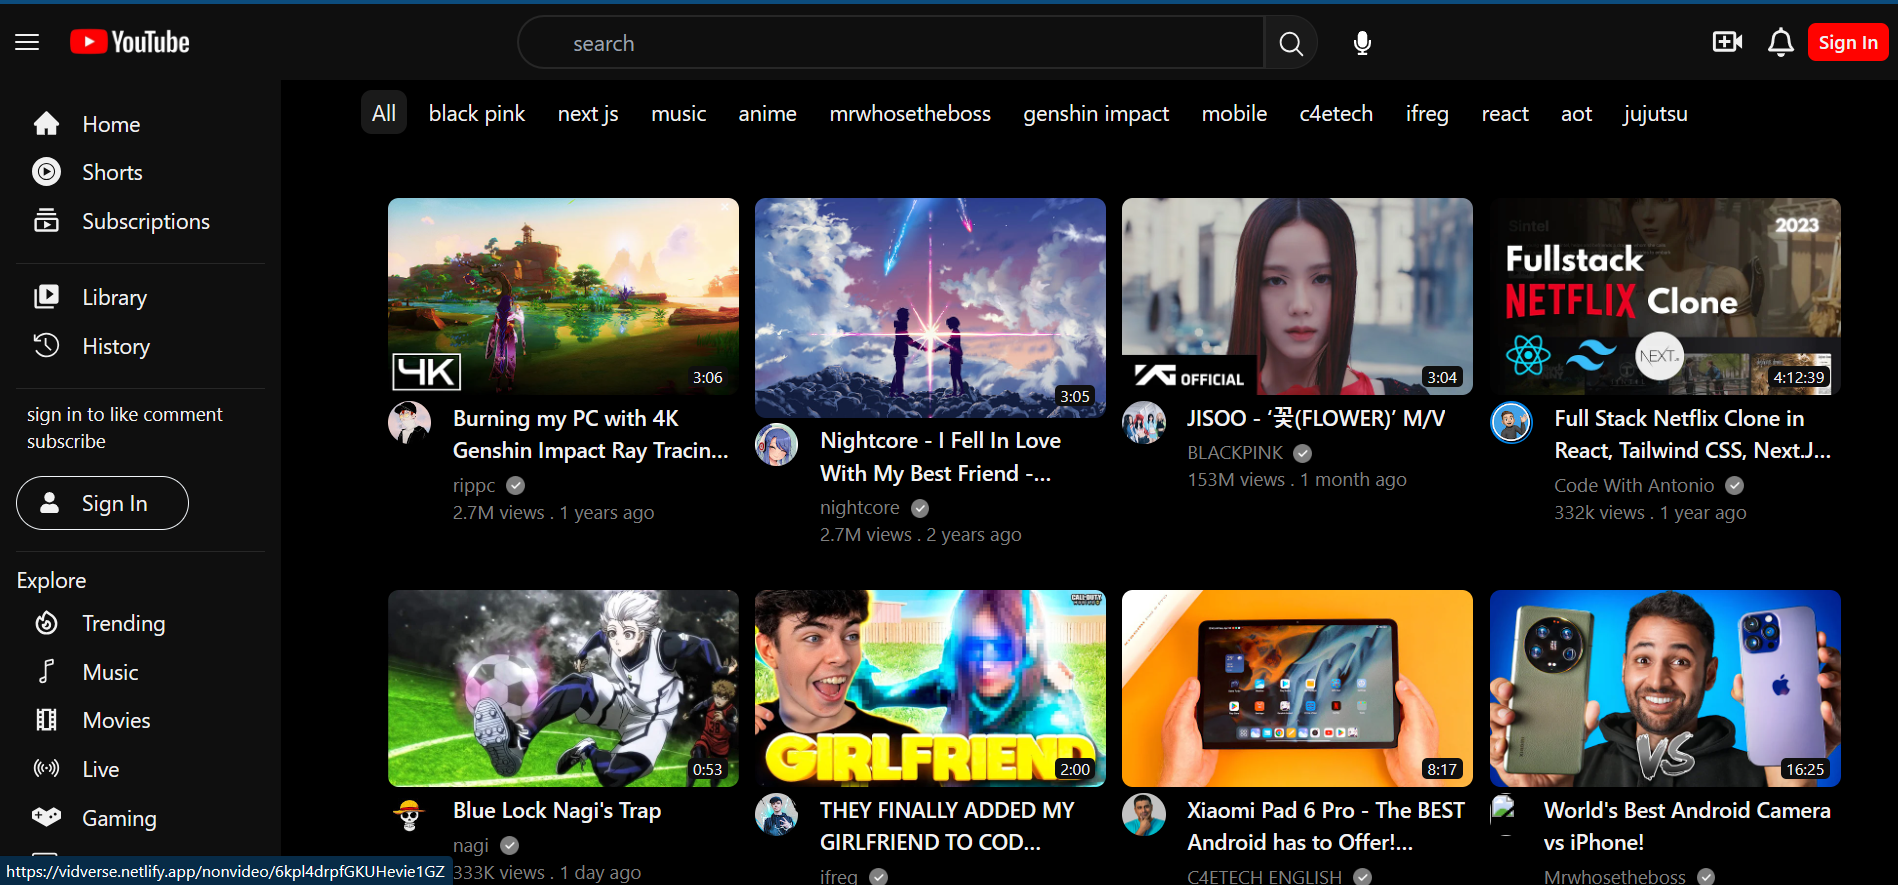 YouTube
search
Sign In
Home
Shorts
Subscriptions
Library
History
sign in to like comment
subscribe
Sign In
Explore
Trending
Music
Movies
Live
Gaming
https://vidverse.netlify.app/nonvideo/6kpl4drpfGKUHevie1GZ
All black pink next js music anime mrwhosetheboss genshin impact mobile c4etech ifreg react aot jujutsu
4K
3:06
Burning my PC with 4K
Genshin Impact Ray Tracin...
rippc
2.7M views . 1 years ago
3:05
Nightcore - I Fell In Love
With My Best Friend -...
nightcore
2.7M views . 2 years ago
YG OFFICIAL
3:04
JISOO - ‘꽃(FLOWER)’ M/V
BLACKPINK
153M views . 1 month ago
Sintel
2023
Fullstack
NETFLIX Clone
NEXT.
4:12:39
Full Stack Netflix Clone in
React, Tailwind CSS, Next.J...
Code With Antonio
332k views . 1 year ago
0:53
Blue Lock Nagi's Trap
nagi
333K views . 1 day ago
CALL·DUTY
GIRLFRIEND
2:00
THEY FINALLY ADDED MY
GIRLFRIEND TO COD...
ifreg
8:17
Xiaomi Pad 6 Pro - The BEST
Android has to Offer!...
C4ETECH ENGLISH
VS
16:25
World's Best Android Camera
vs iPhone!
Mrwhosetheboss